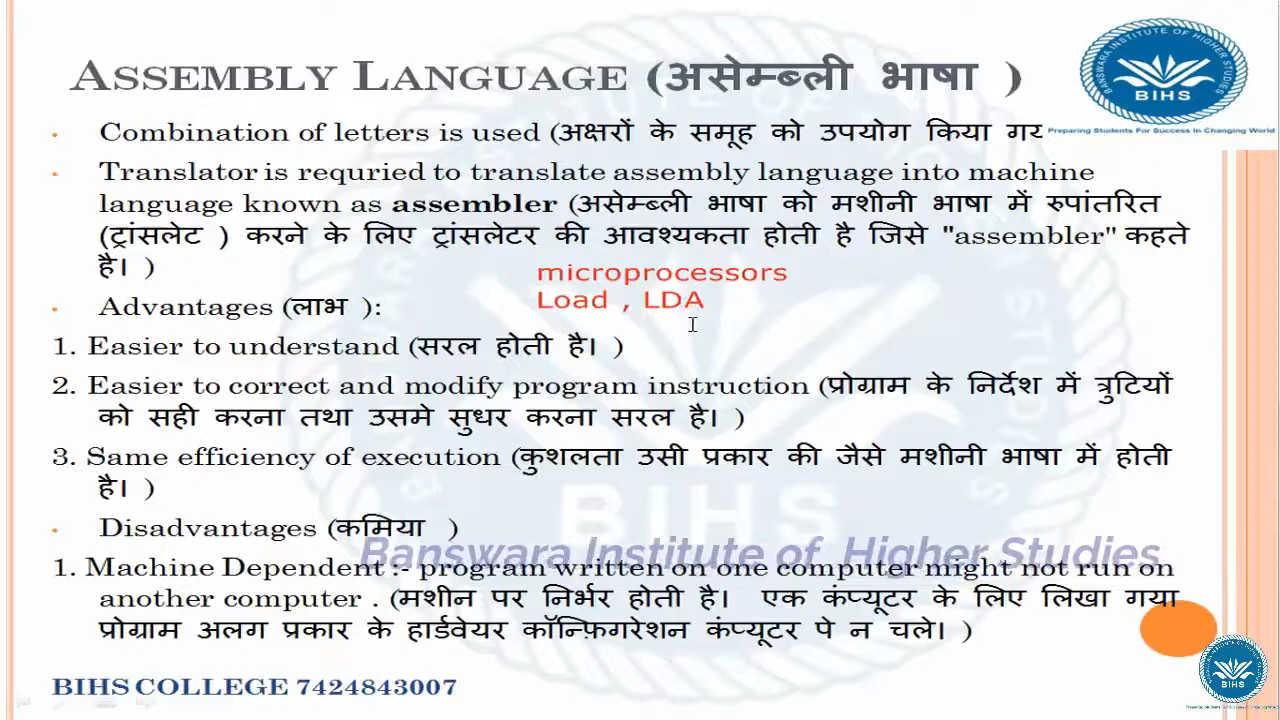 ASSEMBLY LANGUAGE (असेम्ब्ली भाषा )
BANSWARA INSTITUTE OF HIGHER STUDIES
BIHS
Preparing Students For Success In Changing World
• Combination of letters is used (अक्षरों के समूह को उपयोग किया
• Translator is requried to translate assembly language into machine
language known as assembler (असेम्ब्ली भाषा को मशीनी भाषा में रुपांतरित
(ट्रांसलेट ) करने के लिए ट्रांसलेटर की आवश्यकता होती है जिसे "assembler" कहते
है। )
microprocessors
Load , LDA
• Advantages (लाभ ):
1. Easier to understand (सरल होती है। )
2. Easier to correct and modify program instruction (प्रोग्राम के निर्देश में त्रुटियों
को सही करना तथा उसमे सुधर करना सरल है। )
3. Same efficiency of execution (कुशलता उसी प्रकार की जैसे मशीनी भाषा में होती
है। )
• Disadvantages (कमिया )
Banswara Institute of Higher Studies
1. Machine Dependent :- program written on one computer might not run on
another computer . (मशीन पर निर्भर होती है। एक कंप्यूटर के लिए लिखा गया
प्रोग्राम अलग प्रकार के हार्डवेयर कॉन्फ़िगरेशन कंप्यूटर पे न चले। )
BIHS COLLEGE 7424843007
BIHS